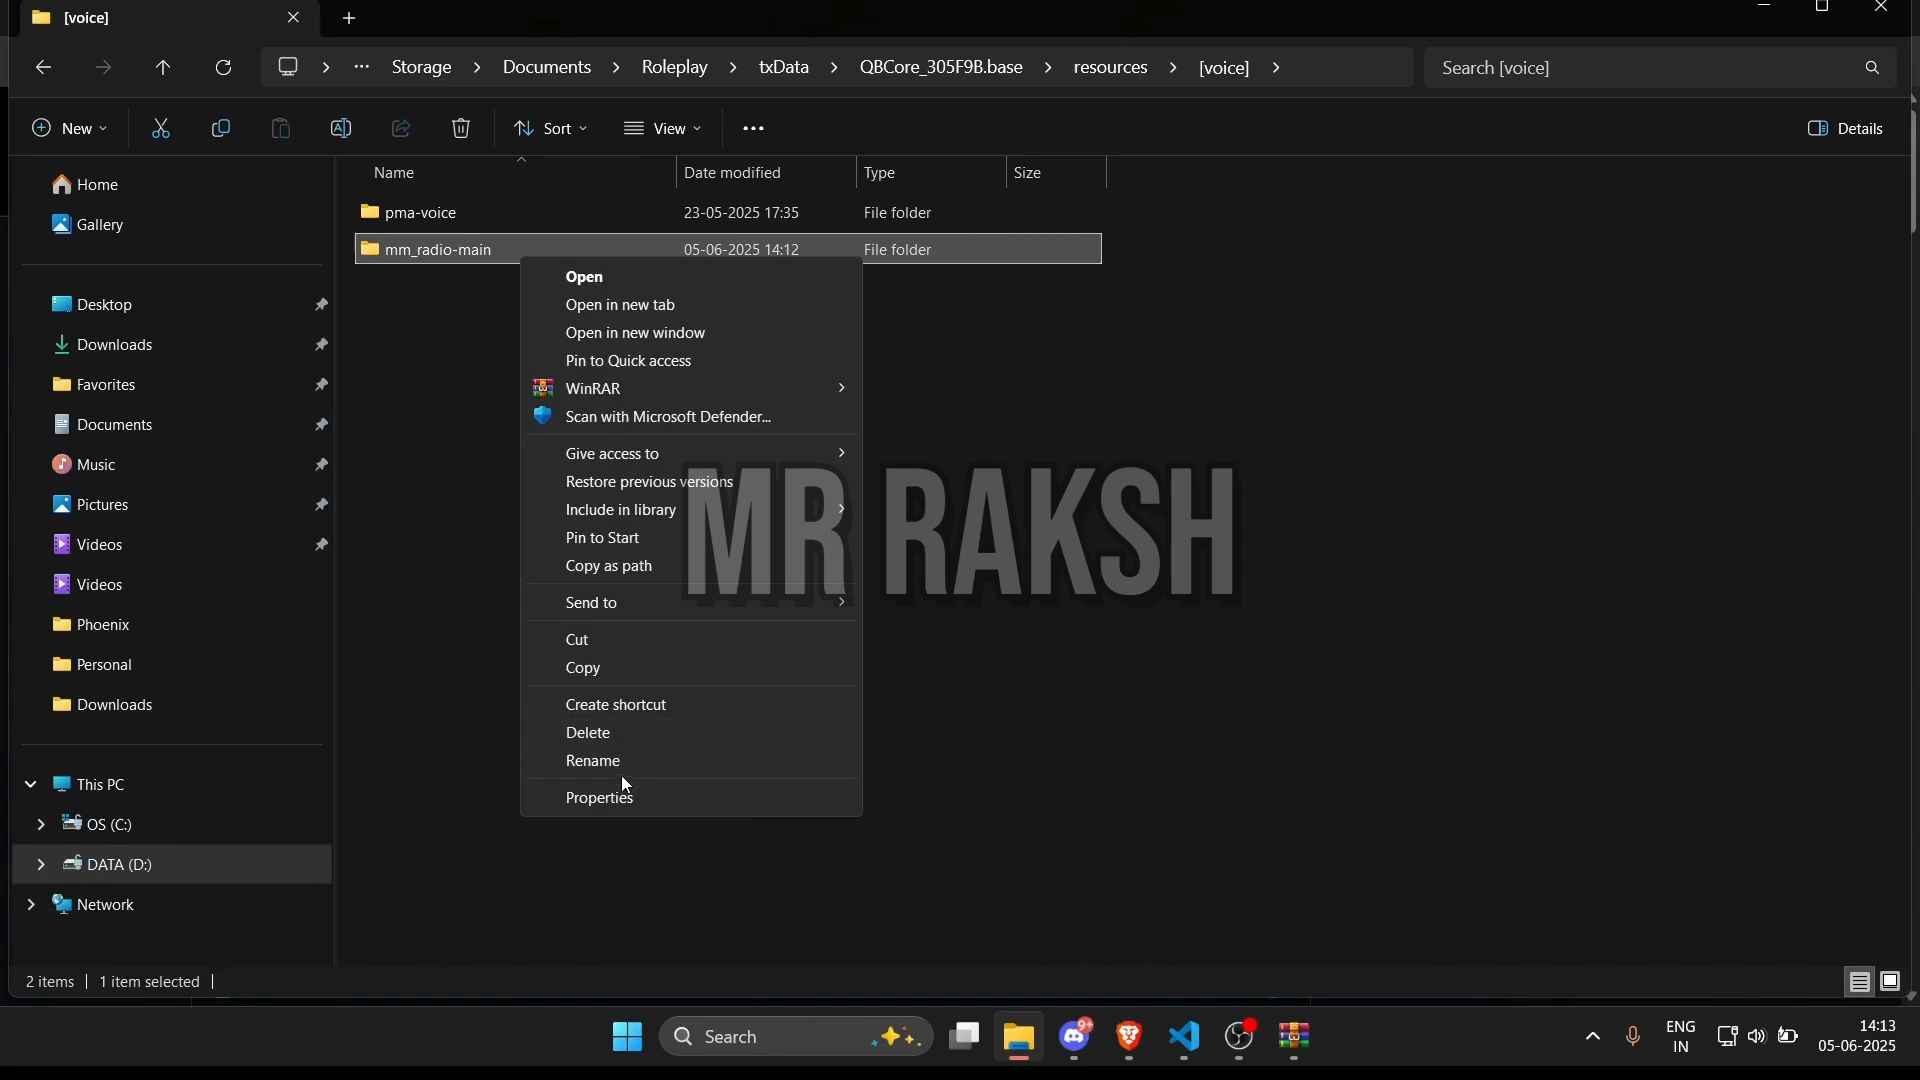 [voice]
Storage
Documents
Roleplay
txData
QBCore_305F9B.base
resources
[voice]
Search [voice]
New
Sort
View
Details
Name
Date modified
Type
Size
pma-voice
23-05-2025 17:35
File folder
mm_radio-main
05-06-2025 14:12
File folder
Home
Gallery
Desktop
Downloads
Favorites
Documents
Music
Pictures
Videos
Videos
Phoenix
Personal
Downloads
This PC
OS (C:)
DATA (D:)
Network
Open
Open in new tab
Open in new window
Pin to Quick access
WinRAR
Scan with Microsoft Defender...
Give access to
Restore previous versions
Include in library
Pin to Start
Copy as path
Send to
Cut
Copy
Create shortcut
Delete
Rename
Properties
MR RAKSH
2 items
1 item selected
Search
9+
ENG
IN
14:13
05-06-2025